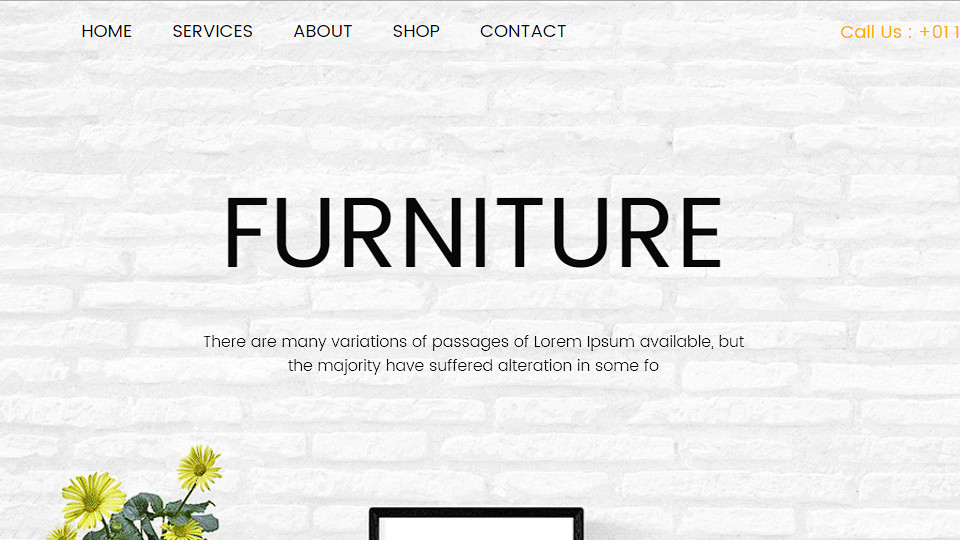 HOME SERVICES ABOUT SHOP CONTACT Call Us : +01 1
FURNITURE
There are many variations of passages of Lorem Ipsum available, but
the majority have suffered alteration in some fo